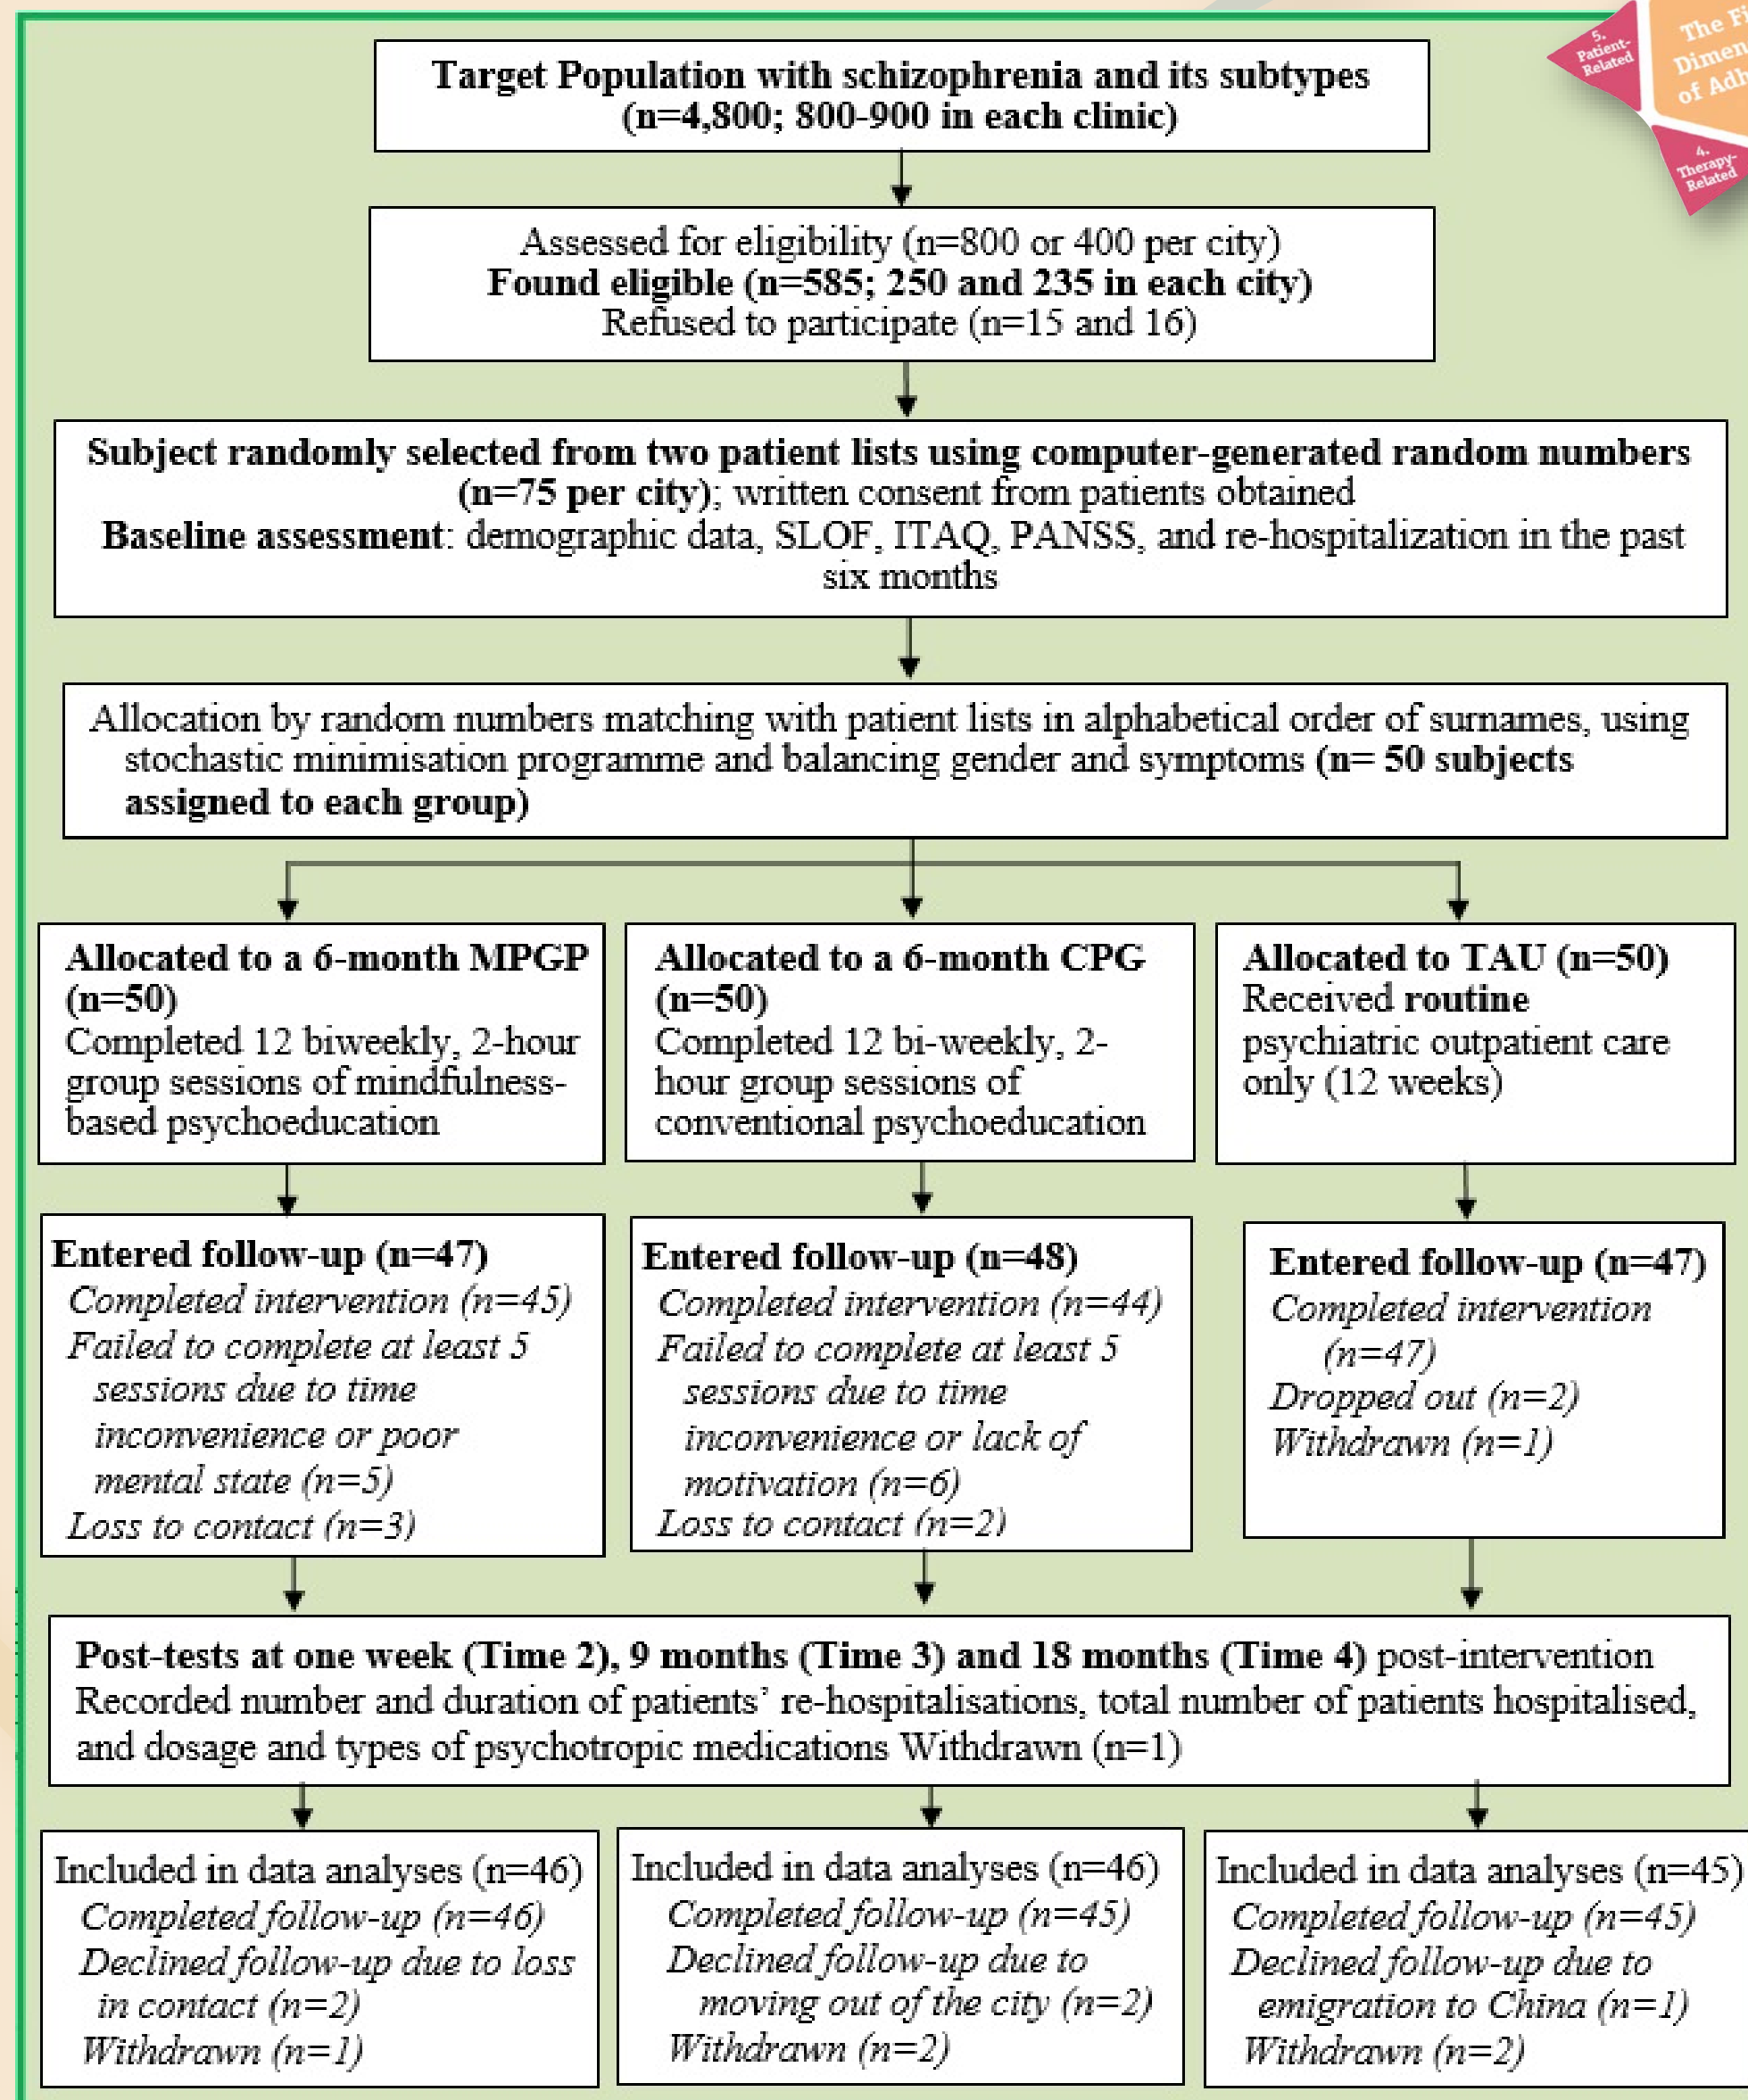 5.
Patient-
Related
The
Dimen
of Adh
4.
Therapy-
Related
Target Population with schizophrenia and its subtypes
(n=4,800; 800-900 in each clinic)
Assessed for eligibility (n=800 or 400 per city)
Found eligible (n=585; 250 and 235 in each city)
Refused to participate (n=15 and 16)
Subject randomly selected from two patient lists using computer-generated random numbers
(n=75 per city); written consent from patients obtained
Baseline assessment: demographic data, SLOF, ITAQ, PANSS, and re-hospitalization in the past
six months
Allocation by random numbers matching with patient lists in alphabetical order of surnames, using
stochastic minimisation programme and balancing gender and symptoms (n= 50 subjects
assigned to each group)
Allocated to a 6-month MPGP
(n=50)
Completed 12 biweekly, 2-hour
group sessions of mindfulness-
based psychoeducation
Allocated to a 6-month CPG
(n=50)
Completed 12 bi-weekly, 2-
hour group sessions of
conventional psychoeducation
Allocated to TAU (n=50)
Received routine
psychiatric outpatient care
only (12 weeks)
Entered follow-up (n=47)
Completed intervention (n=45)
Failed to complete at least 5
sessions due to time
inconvenience or poor
mental state (n=5)
Loss to contact (n=3)
Entered follow-up (n=48)
Completed intervention (n=44)
Failed to complete at least 5
sessions due to time
inconvenience or lack of
motivation (n=6)
Loss to contact (n=2)
Entered follow-up (n=47)
Completed intervention
(n=47)
Dropped out (n=2)
Withdrawn (n=1)
Post-tests at one week (Time 2), 9 months (Time 3) and 18 months (Time 4) post-intervention
Recorded number and duration of patients’ re-hospitalisations, total number of patients hospitalised,
and dosage and types of psychotropic medications Withdrawn (n=1)
Included in data analyses (n=46)
Completed follow-up (n=46)
Declined follow-up due to loss
in contact (n=2)
Withdrawn (n=1)
Included in data analyses (n=46)
Completed follow-up (n=45)
Declined follow-up due to
moving out of the city (n=2)
Withdrawn (n=2)
Included in data analyses (n=45)
Completed follow-up (n=45)
Declined follow-up due to
emigration to China (n=1)
Withdrawn (n=2)